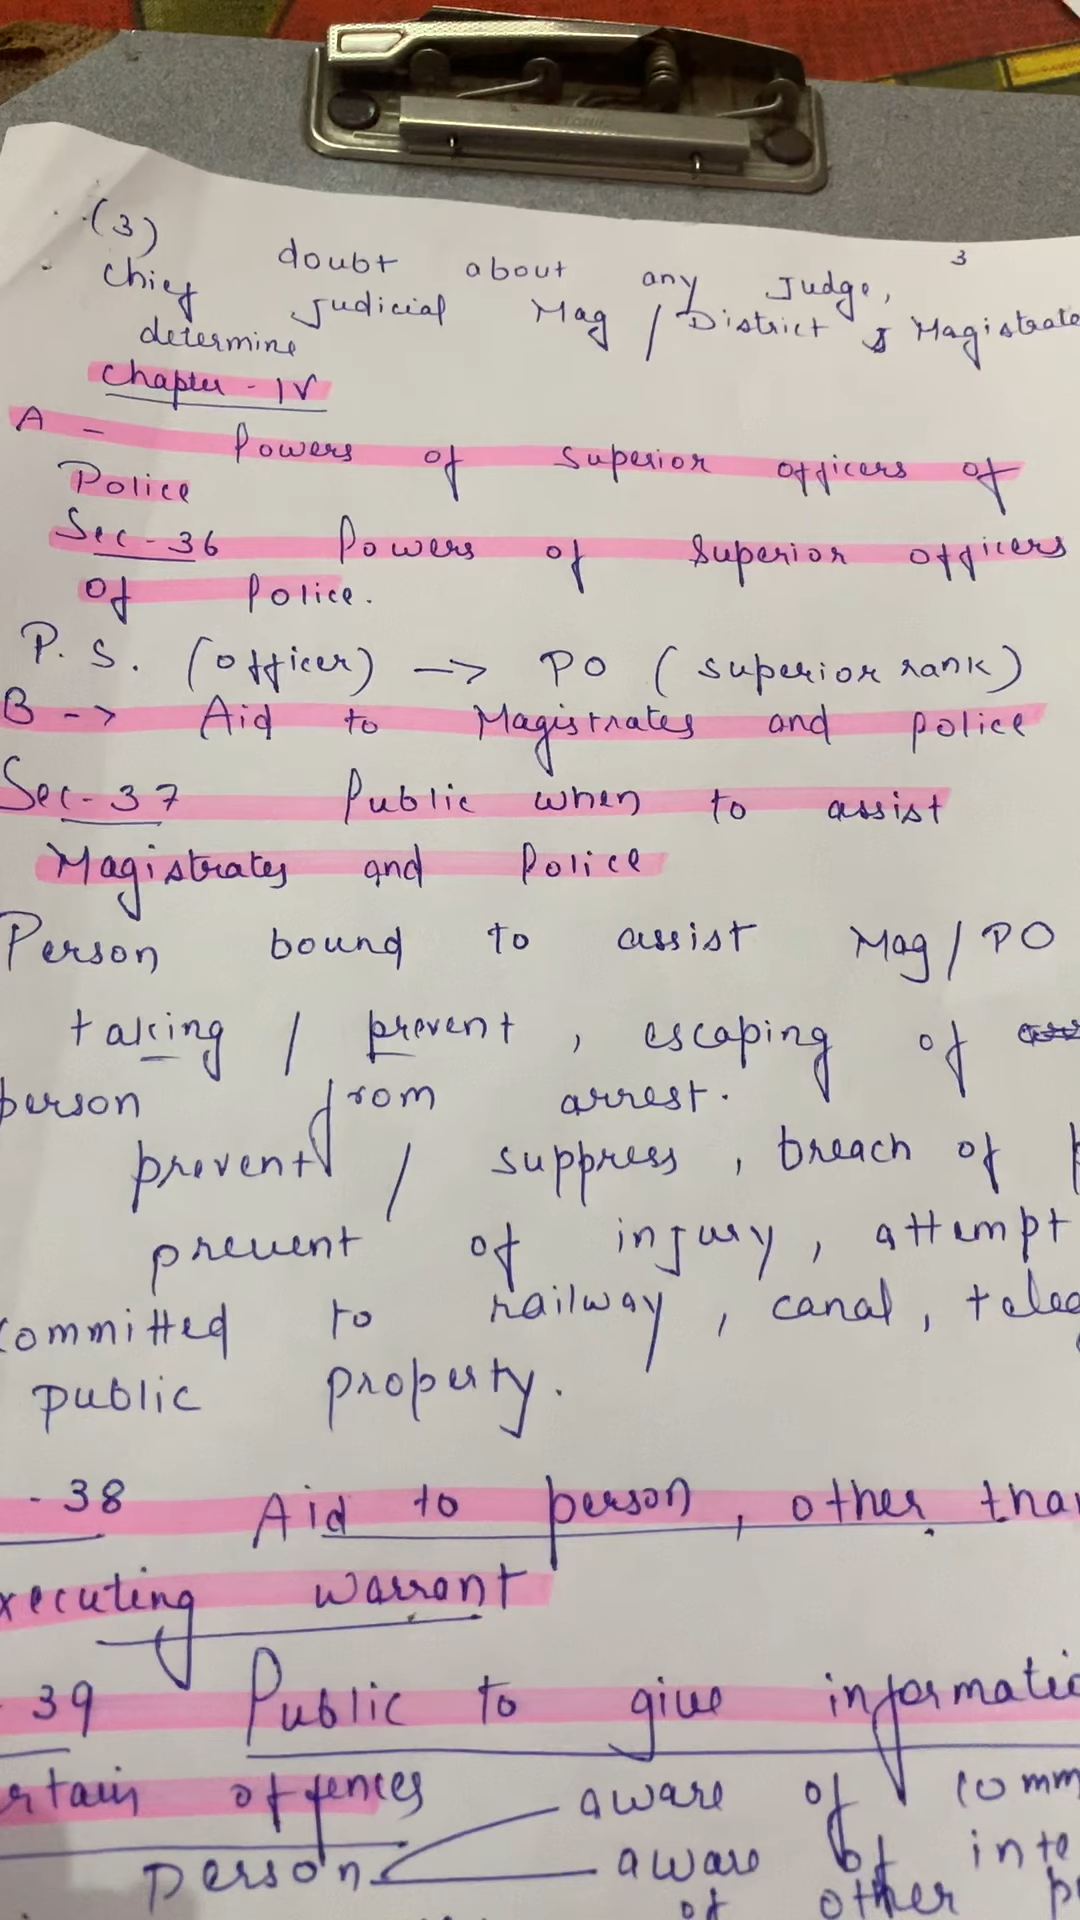 3
(3) doubt about any Judge,
Chief Judicial Mag / District & Magistrate
determine
Chapter - IV
A - Powers of Superior officers of
Police
Sec - 36 Powers of Superior officers
of Police.
P. S. (officer) -> PO (superior rank)
B -> Aid to Magistrates and police
Sec - 37 Public when to assist
Magistrates and Police
Person bound to assist Mag / PO
taking / prevent , escaping of
person from arrest.
prevent / suppress , breach of
prevent of injury , attempt
committed to railway , canal ,
public property.
- 38 Aid to person , other than
executing warrant
39 Public to give
offences aware of
person aware of
of other